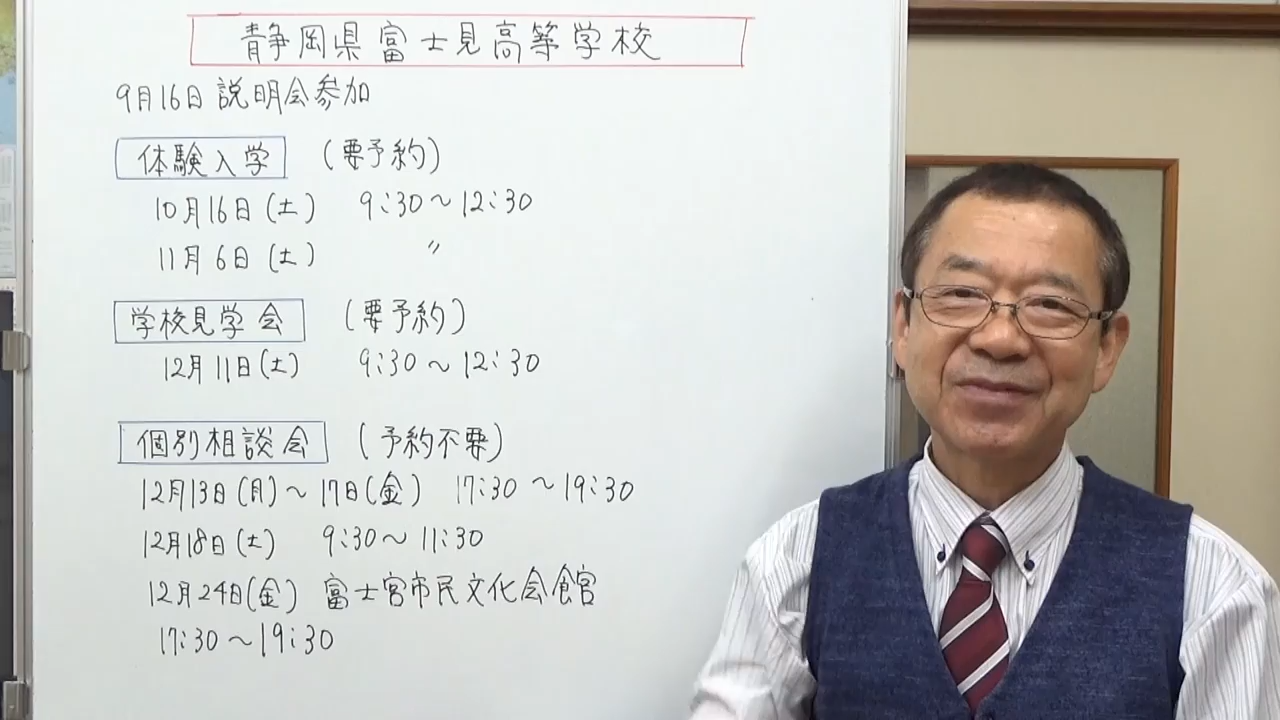 静岡県富士見高等学校
9月16日 説明会参加
体験入学 (要予約)
10月16日(土) 9:30〜12:30
11月6日(土) 〃
学校見学会 (要予約)
12月11日(土) 9:30〜12:30
個別相談会 (予約不要)
12月13日(月)〜17日(金) 17:30〜19:30
12月18日(土) 9:30〜11:30
12月24日(金) 富士宮市民文化会館
17:30〜19:30